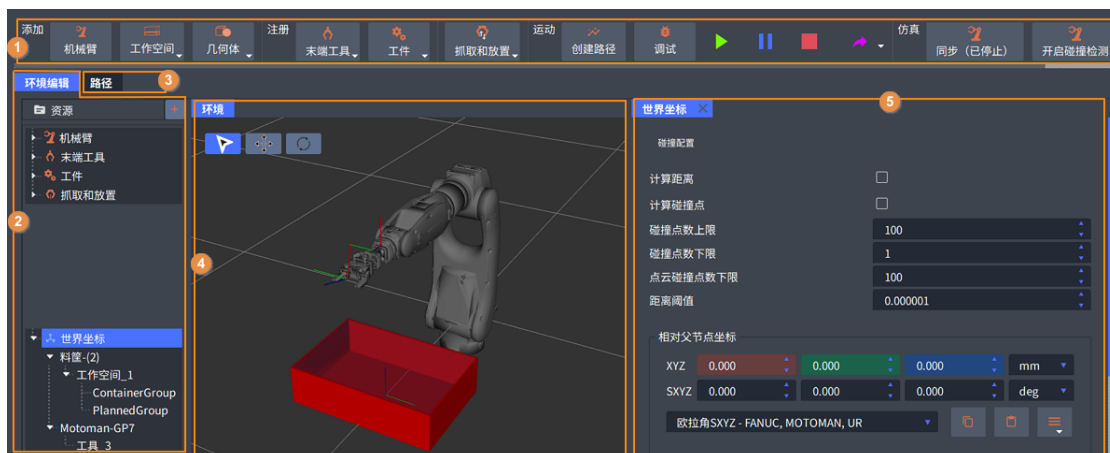 添加 机械臂 工作空间 几何体 注册 末端工具 工件 抓取和放置 运动 创建路径 调试 仿真 同步（已停止） 开启碰撞检测
1
环境编辑 路径 3
资源 +
机械臂
末端工具
工件
抓取和放置
2
世界坐标
料筐-(2)
工作空间_1
ContainerGroup
PlannedGroup
Motoman-GP7
工具_3
环境
4
世界坐标 × 5
碰撞配置
计算距离
计算碰撞点
碰撞点数上限 100
碰撞点数下限 1
点云碰撞点数下限 100
距离阈值 0.000001
相对父节点坐标
XYZ 0.000 0.000 0.000 mm
SXYZ 0.000 0.000 0.000 deg
欧拉角SXYZ - FANUC, MOTOMAN, UR